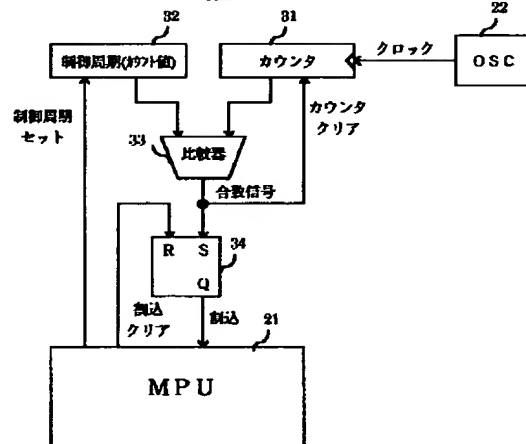 32
31
22
制御周期(カウント値)
カウンタ
クロック
OSC
制御周期
セット
カウンタ
クリア
33
比較器
合致信号
R S
Q
34
割込
クリア
割込
21
MPU